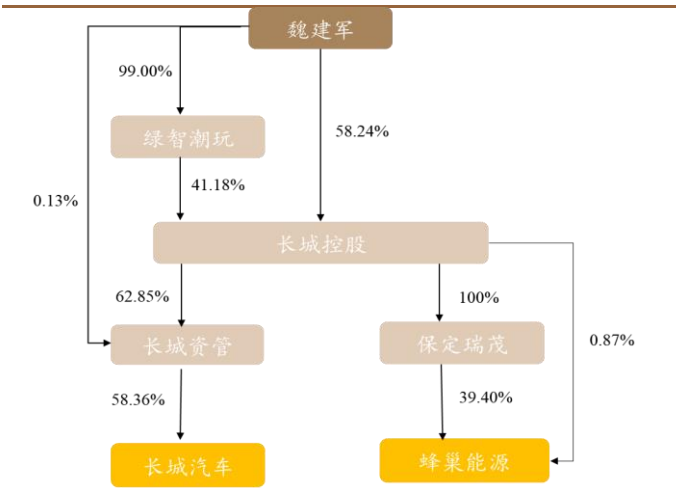 魏建军
99.00%
58.24%
绿智潮玩
41.18%
0.13%
长城控股
62.85%
100%
0.87%
长城资管
保定瑞茂
58.36%
39.40%
长城汽车
蜂巢能源